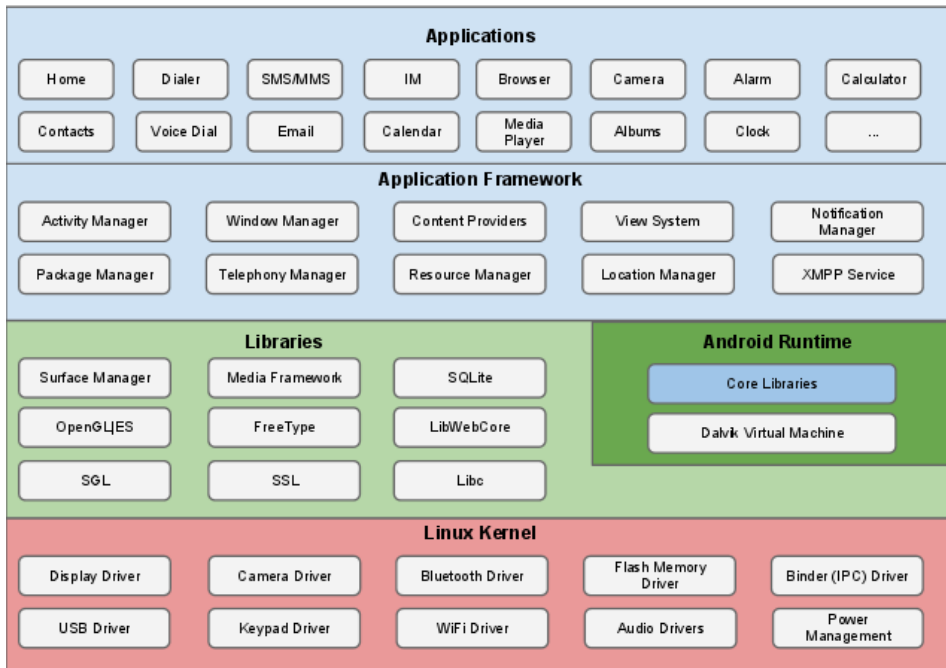 Applications
Home
Dialer
SMS/MMS
IM
Browser
Camera
Alarm
Calculator
Contacts
Voice Dial
Email
Calendar
Media
Player
Albums
Clock
...
Application Framework
Activity Manager
Window Manager
Content Providers
View System
Notification
Manager
Package Manager
Telephony Manager
Resource Manager
Location Manager
XMPP Service
Libraries
Surface Manager
Media Framework
SQLite
OpenGL|ES
FreeType
LibWebCore
SGL
SSL
Libc
Android Runtime
Core Libraries
Dalvik Virtual Machine
Linux Kernel
Display Driver
Camera Driver
Bluetooth Driver
Flash Memory
Driver
Binder (IPC) Driver
USB Driver
Keypad Driver
WiFi Driver
Audio Drivers
Power
Management